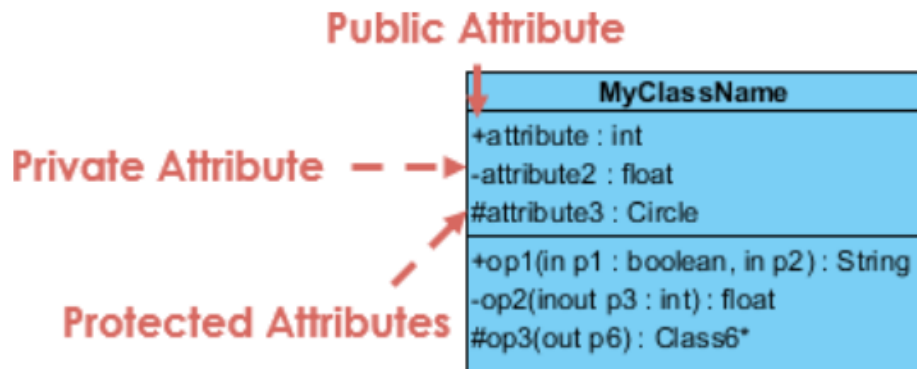 Public Attribute
MyClassName
+attribute : int
Private Attribute
-attribute2 : float
#attribute3 : Circle
+op1(in p1 : boolean, in p2) : String
-op2(inout p3 : int) : float
Protected Attributes
#op3(out p6) : Class6*